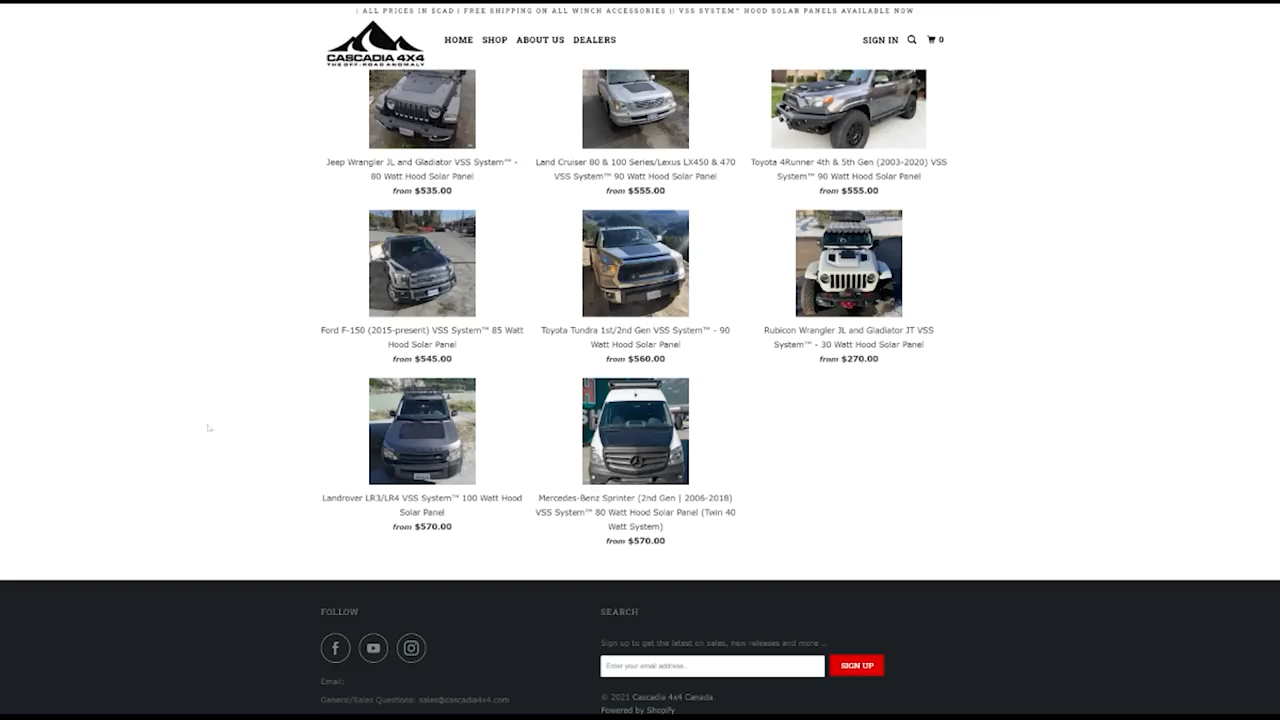 | ALL PRICES IN $CAD | FREE SHIPPING ON ALL WINCH ACCESSORIES || VSS SYSTEM™ HOOD SOLAR PANELS AVAILABLE NOW
CASCADIA 4X4
THE OFF-ROAD ANOMALY
HOME SHOP ABOUT US DEALERS
SIGN IN 0
Jeep Wrangler JL and Gladiator VSS System™ -
80 Watt Hood Solar Panel
from $535.00
Land Cruiser 80 & 100 Series/Lexus LX450 & 470
VSS System™ 90 Watt Hood Solar Panel
from $555.00
Toyota 4Runner 4th & 5th Gen (2003-2020) VSS
System™ 90 Watt Hood Solar Panel
from $555.00
Ford F-150 (2015-present) VSS System™ 85 Watt
Hood Solar Panel
from $545.00
Toyota Tundra 1st/2nd Gen VSS System™ - 90
Watt Hood Solar Panel
from $560.00
Rubicon Wrangler JL and Gladiator JT VSS
System™ - 30 Watt Hood Solar Panel
from $270.00
Landrover LR3/LR4 VSS System™ 100 Watt Hood
Solar Panel
from $570.00
Mercedes-Benz Sprinter (2nd Gen | 2006-2018)
VSS System™ 80 Watt Hood Solar Panel (Twin 40
Watt System)
from $570.00
FOLLOW
Email:
General/Sales Questions: sales@cascadia4x4.com
SEARCH
Sign up to get the latest on sales, new releases and more ...
Enter your email address...
SIGN UP
© 2021 Cascadia 4x4 Canada.
Powered by Shopify